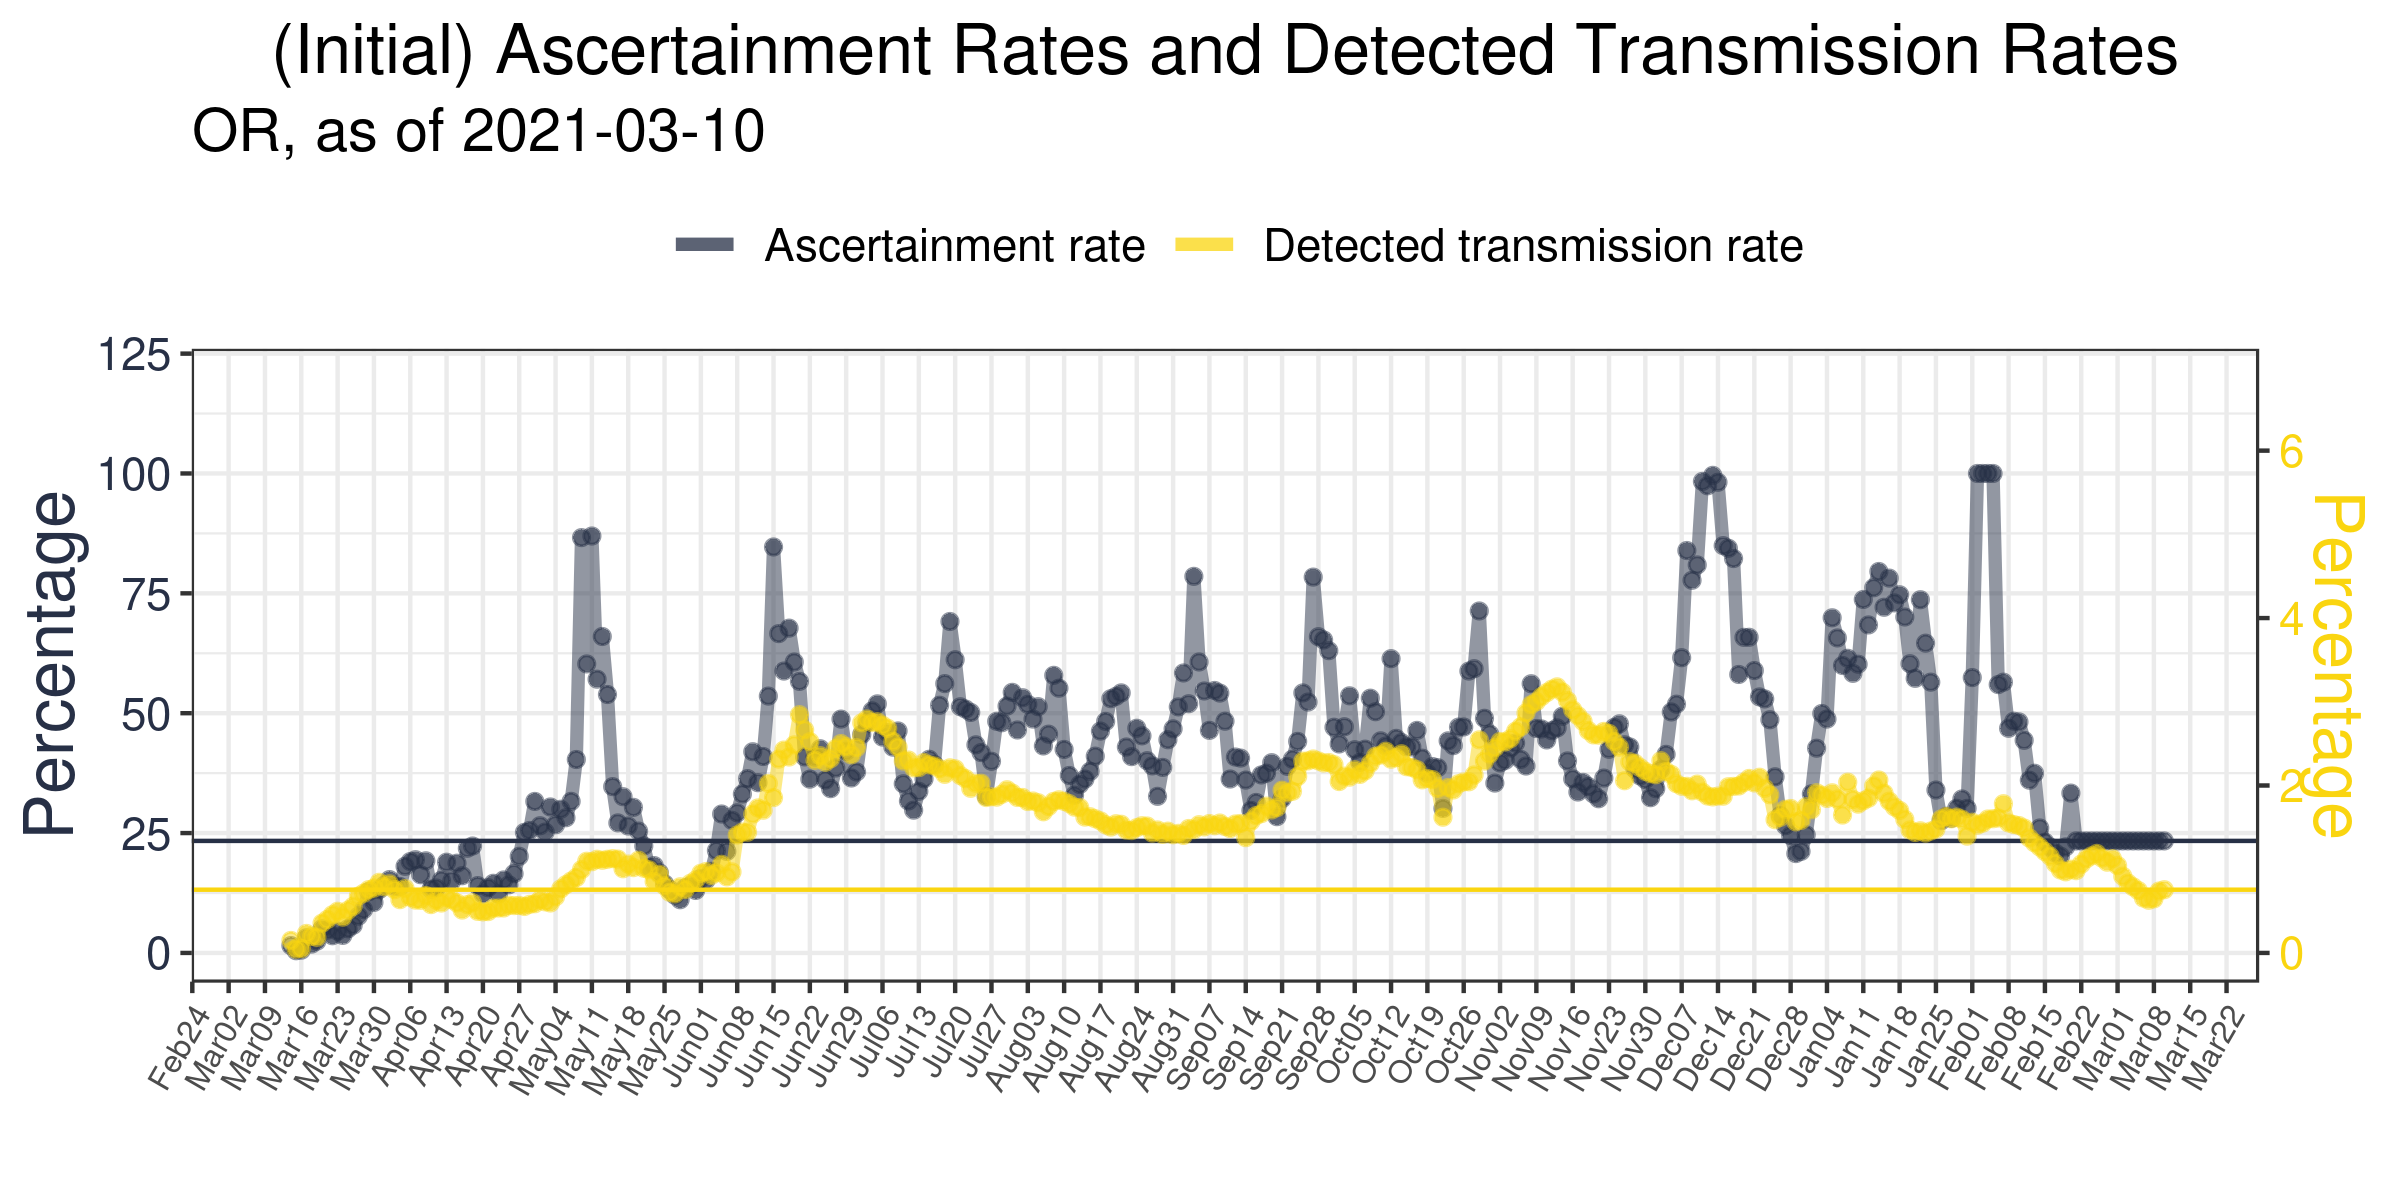 (Initial) Ascertainment Rates and Detected Transmission Rates
OR, as of 2021-03-10
Ascertainment rate
Detected transmission rate
Percentage
125
100
75
50
25
0
6
4
2
0
Percentage
Feb24
Mar02
Mar09
Mar16
Mar23
Mar30
Apr06
Apr13
Apr20
Apr27
May04
May11
May18
May25
Jun01
Jun08
Jun15
Jun22
Jun29
Jul06
Jul13
Jul20
Jul27
Aug03
Aug10
Aug17
Aug24
Aug31
Sep07
Sep14
Sep21
Sep28
Oct05
Oct12
Oct19
Oct26
Nov02
Nov09
Nov16
Nov23
Nov30
Dec07
Dec14
Dec21
Dec28
Jan04
Jan11
Jan18
Jan25
Feb01
Feb08
Feb15
Feb22
Mar01
Mar08
Mar15
Mar22